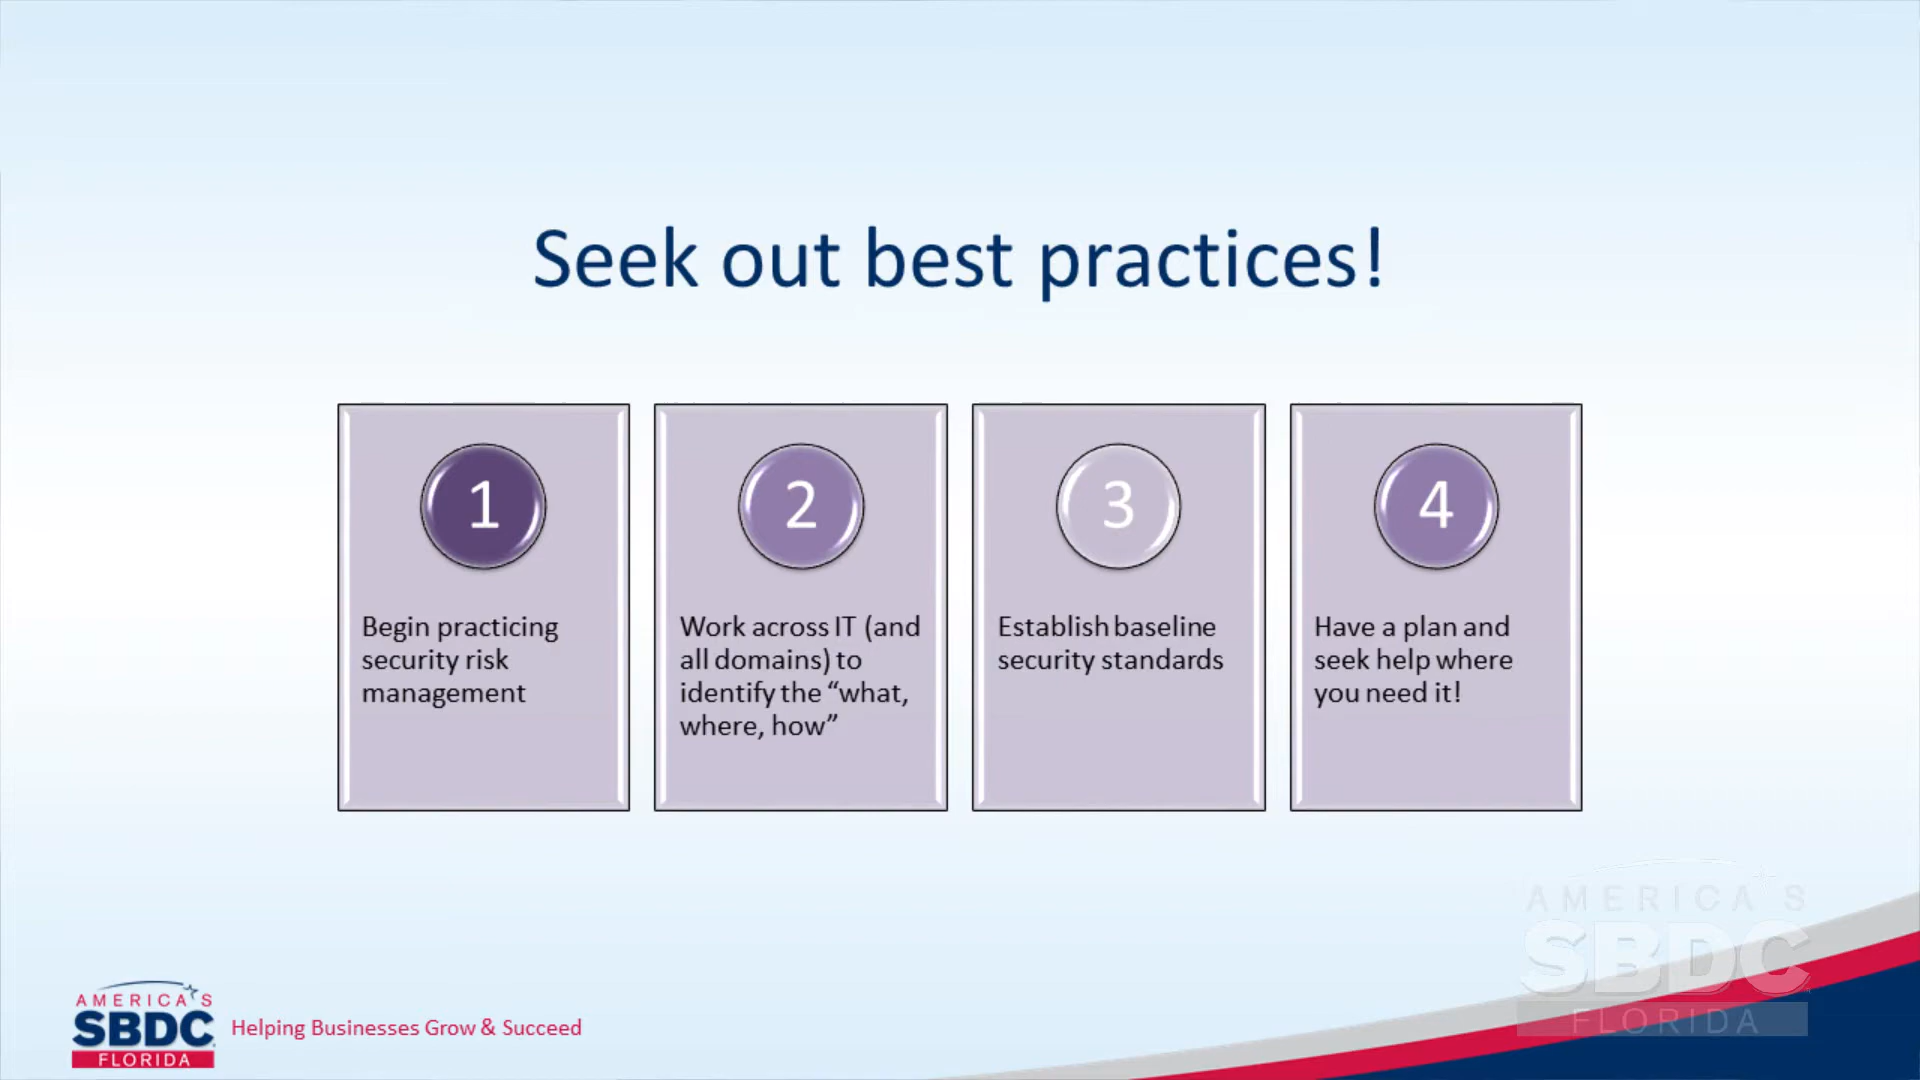 Seek out best practices!
1
Begin practicing
security risk
management
2
Work across IT (and
all domains) to
identify the “what,
where, how”
3
Establish baseline
security standards
4
Have a plan and
seek help where
you need it!
AMERICA'S
SBDC
FLORIDA
Helping Businesses Grow & Succeed
AMERICA'S
SBDC
FLORIDA